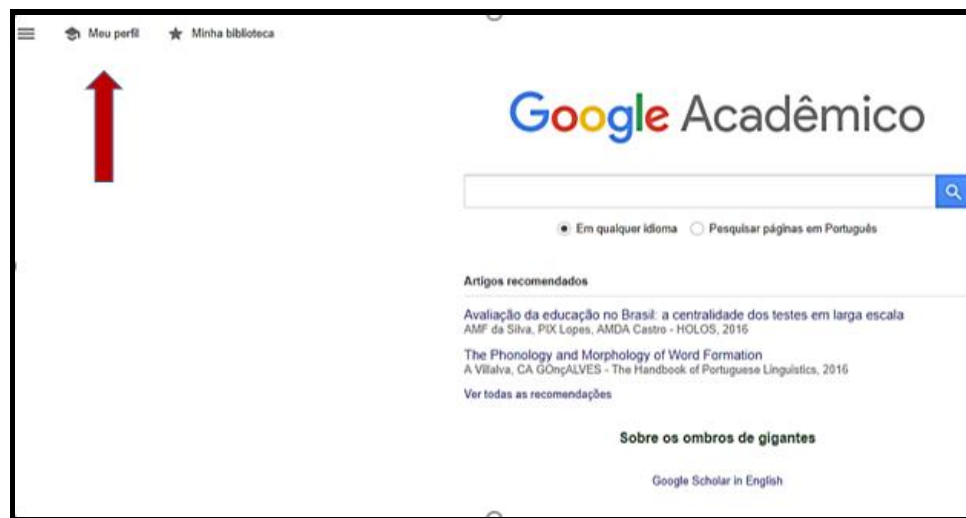 Meu perfil Minha biblioteca
Google Acadêmico
Em qualquer idioma Pesquisar páginas em Português
Artigos recomendados
Avaliação da educação no Brasil: a centralidade dos testes em larga escala
AMF da Silva, PIX Lopes, AMDA Castro - HOLOS, 2016
The Phonology and Morphology of Word Formation
A Villalva, CA GOnçALVES - The Handbook of Portuguese Linguistics, 2016
Ver todas as recomendações
Sobre os ombros de gigantes
Google Scholar in English